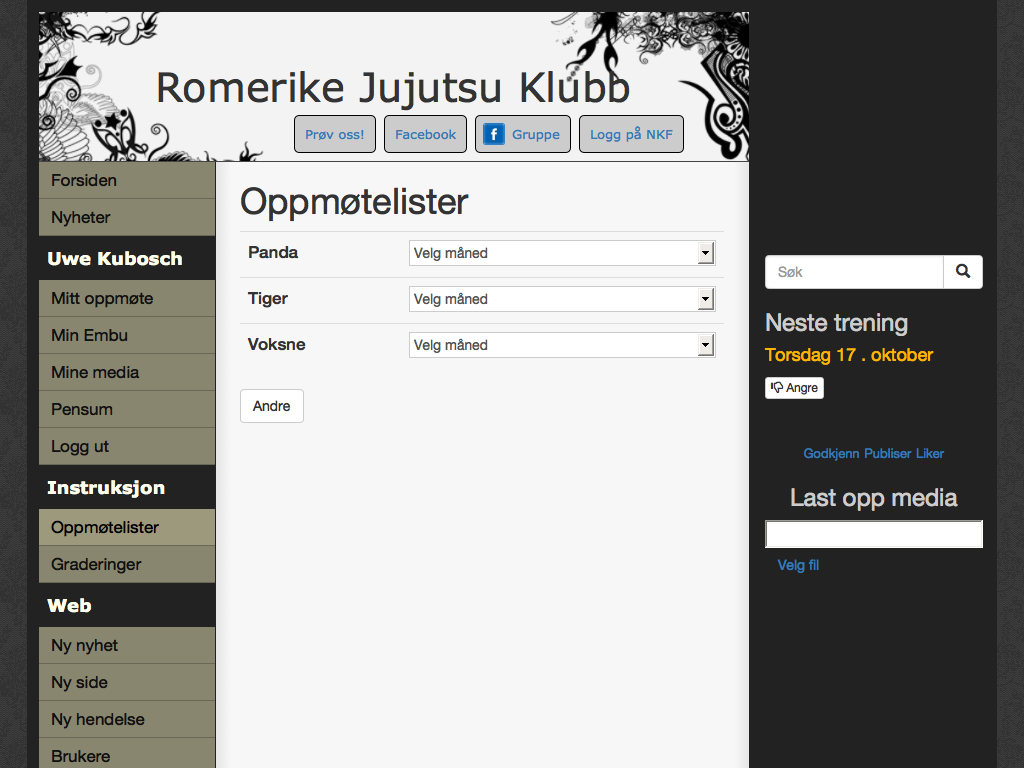 Romerike Jujutsu Klubb
Prøv oss!
Facebook
f Gruppe
Logg på NKF
Forsiden
Nyheter
Uwe Kubosch
Mitt oppmøte
Min Embu
Mine media
Pensum
Logg ut
Instruksjon
Oppmøtelister
Graderinger
Web
Ny nyhet
Ny side
Ny hendelse
Brukere
Oppmøtelister
Panda Velg måned
Tiger Velg måned
Voksne Velg måned
Andre
Søk
Neste trening
Torsdag 17 . oktober
Angre
Godkjenn Publiser Liker
Last opp media
Velg fil